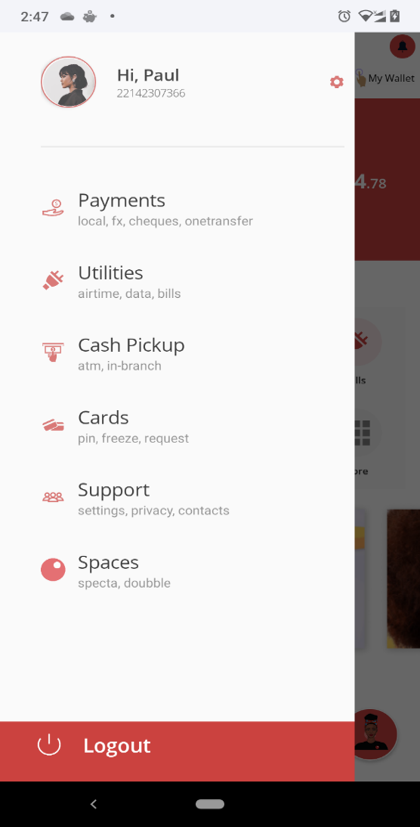 2:47
Hi, Paul
22142307366
My Wallet
4.78
Payments
local, fx, cheques, onetransfer
Utilities
airtime, data, bills
Cash Pickup
atm, in-branch
lls
Cards
pin, freeze, request
ore
Support
settings, privacy, contacts
Spaces
specta, doubble
Logout